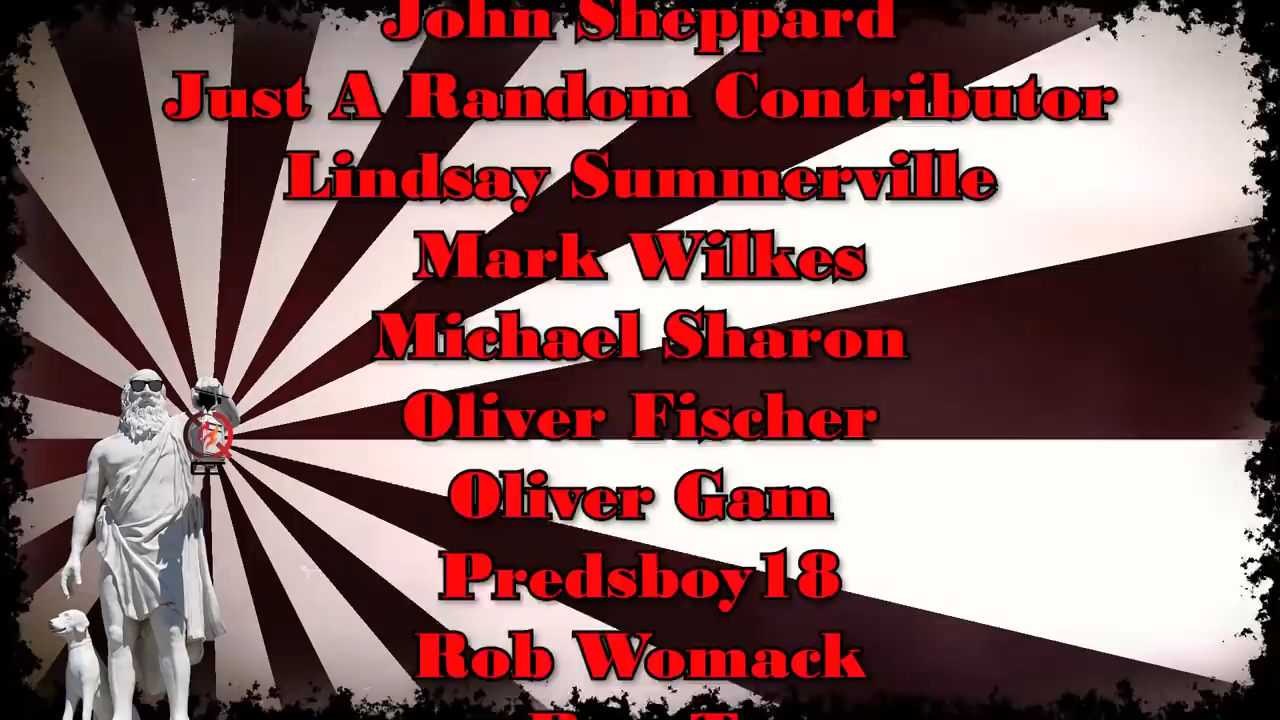 John Sheppard
Just A Random Contributor
Lindsay Summerville
Mark Wilkes
Michael Sharon
Oliver Fischer
Oliver Gam
Predsboy18
Rob Womack